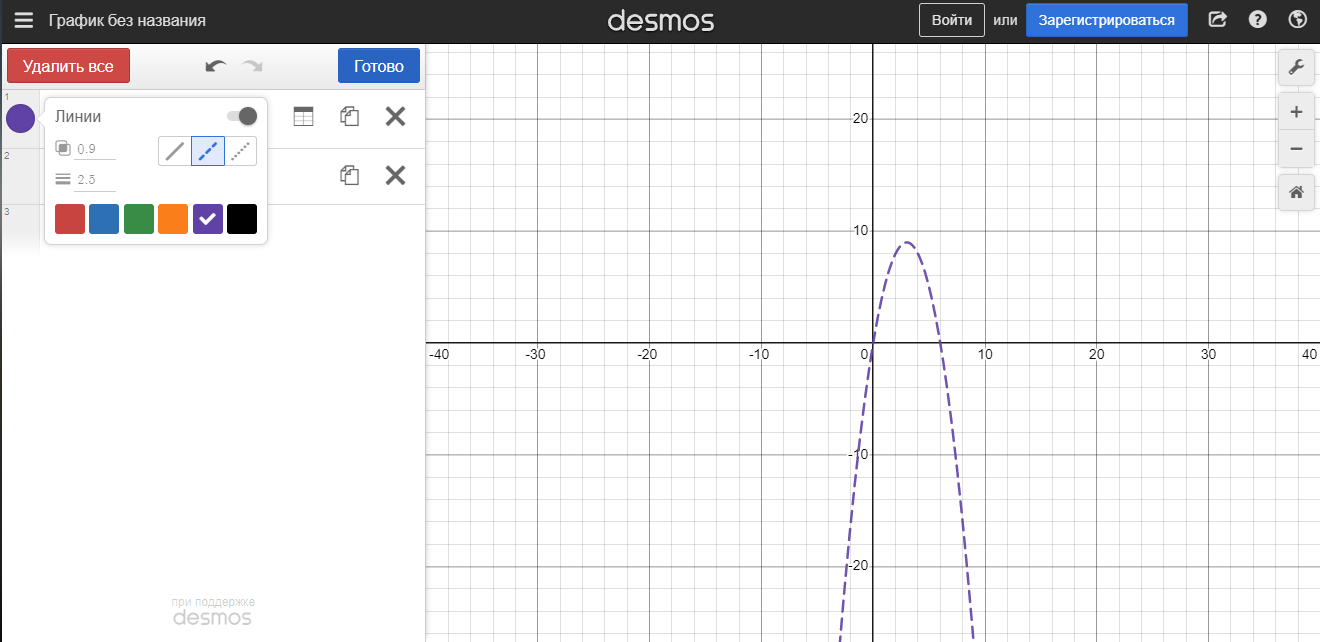 График без названия
desmos
Войти или Зарегистрироваться
Удалить все
Готово
1
Линии
0.9
2
2.5
3
20
10
-40 -30 -20 -10 0 10 20 30 40
-10
-20
при поддержке
desmos